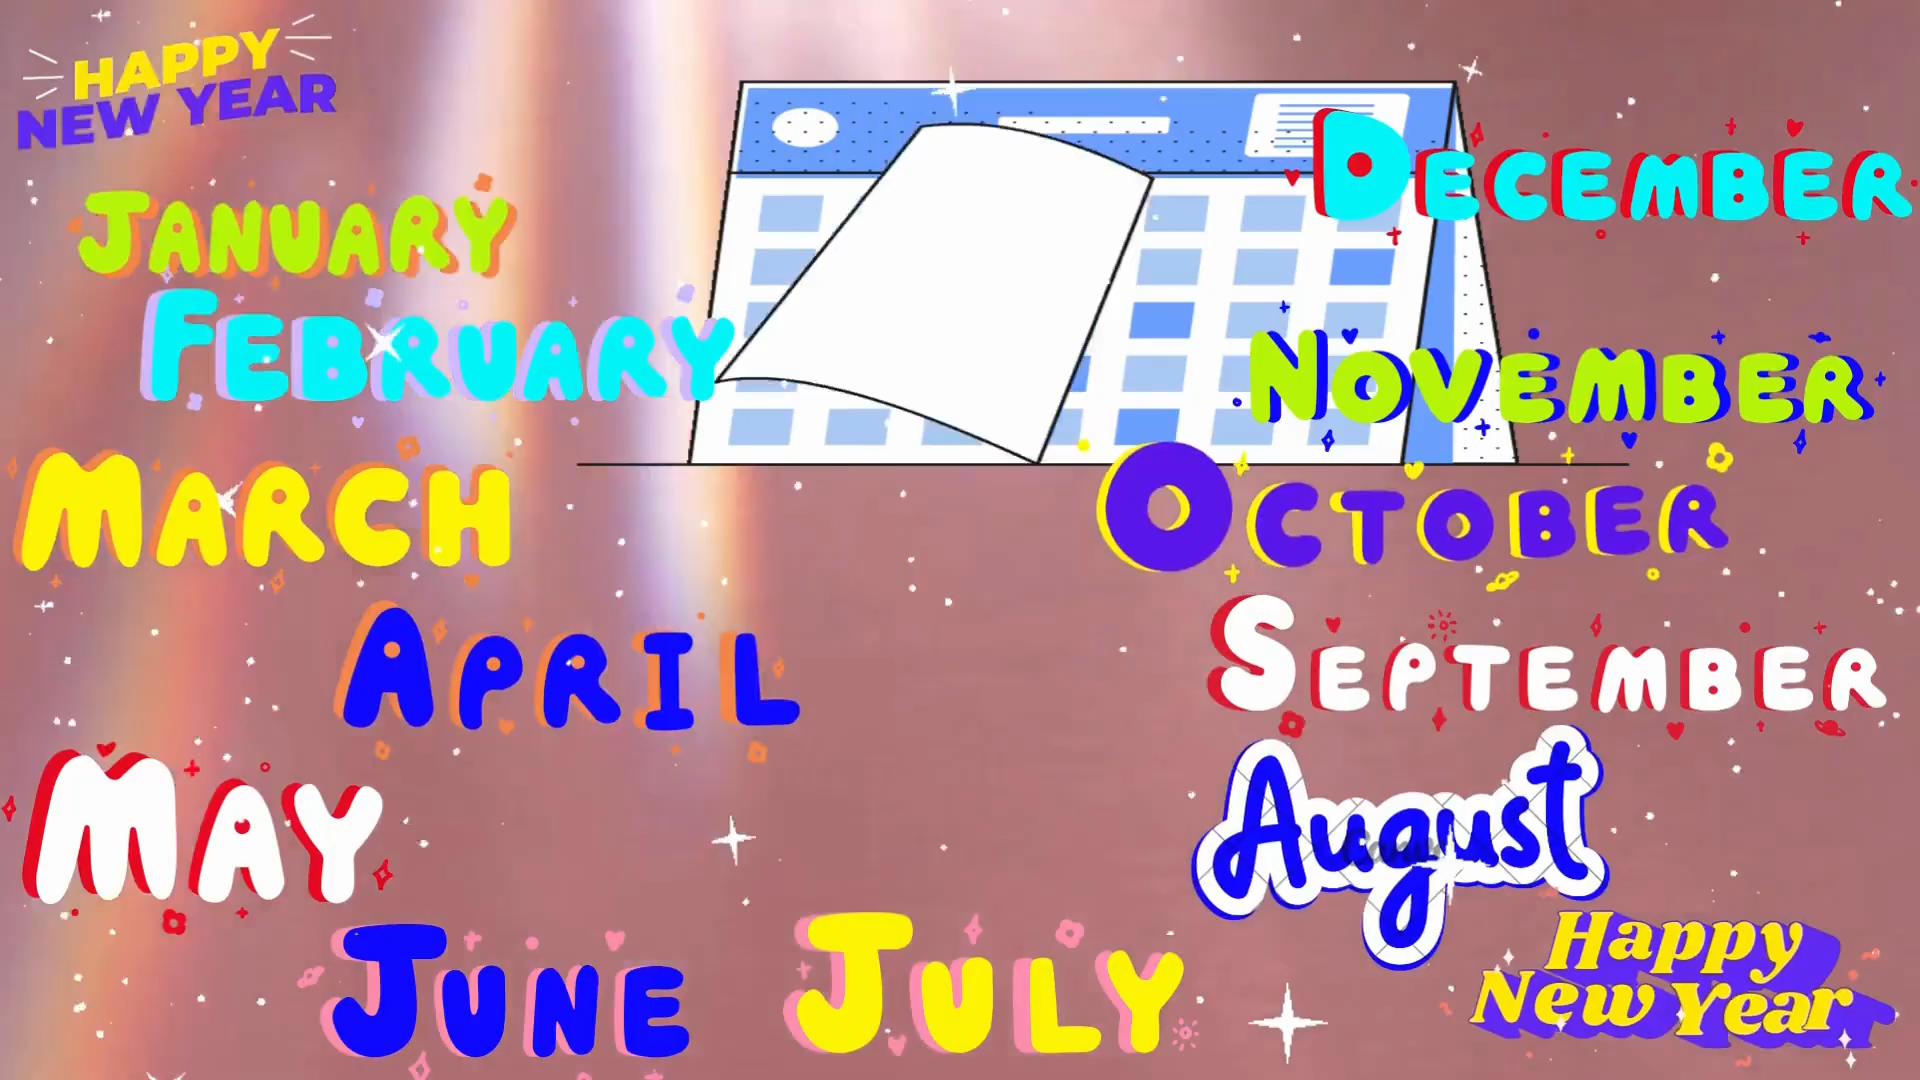 HAPPY
NEW YEAR
JANUARY
FEBRUARY
MARCH
APRIL
MAY
JUNE
JULY
August
SEPTEMBER
OCTOBER
NOVEMBER
DECEMBER
Happy
New Year